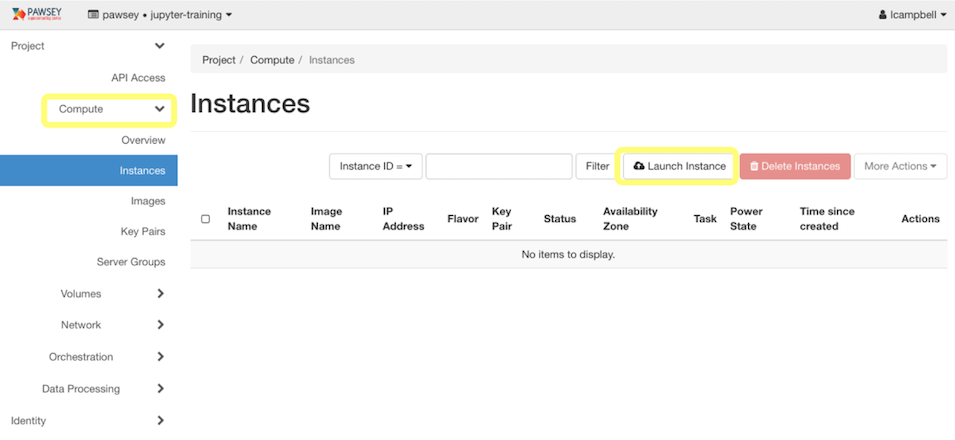 PAWSEY
supercomputing centre
pawsey • jupyter-training
lcampbell
Project
API Access
Compute
Overview
Instances
Images
Key Pairs
Server Groups
Volumes
Network
Orchestration
Data Processing
Identity
Project / Compute / Instances
Instances
Instance ID =
Filter
Launch Instance
Delete Instances
More Actions
Instance Name
Image Name
IP Address
Flavor
Key Pair
Status
Availability Zone
Task
Power State
Time since created
Actions
No items to display.